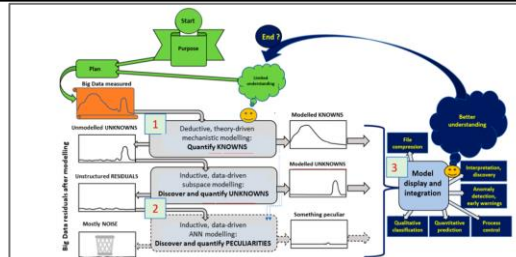 Start
Purpose
Plan
End ?
Limited
understanding
Big Data measured
Unmodelled UNKNOWNS
1
Deductive, theory-driven
mechanistic modelling:
Quantify KNOWNS
Modelled KNOWNS
Better
understanding
Unstructured RESIDUALS
Inductive, data-driven
subspace modelling:
Discover and quantify UNKNOWNS
Modelled UNKNOWNS
File
compression
3
Model
display and
integration
Interpretation,
discovery
Anomaly
detection,
early warnings
Process
control
Quantitative
prediction
Qualitative
classification
Mostly NOISE
2
Inductive, data-driven
ANN modelling:
Discover and quantify PECULIARITIES
Something peculiar
Big Data residuals after modelling